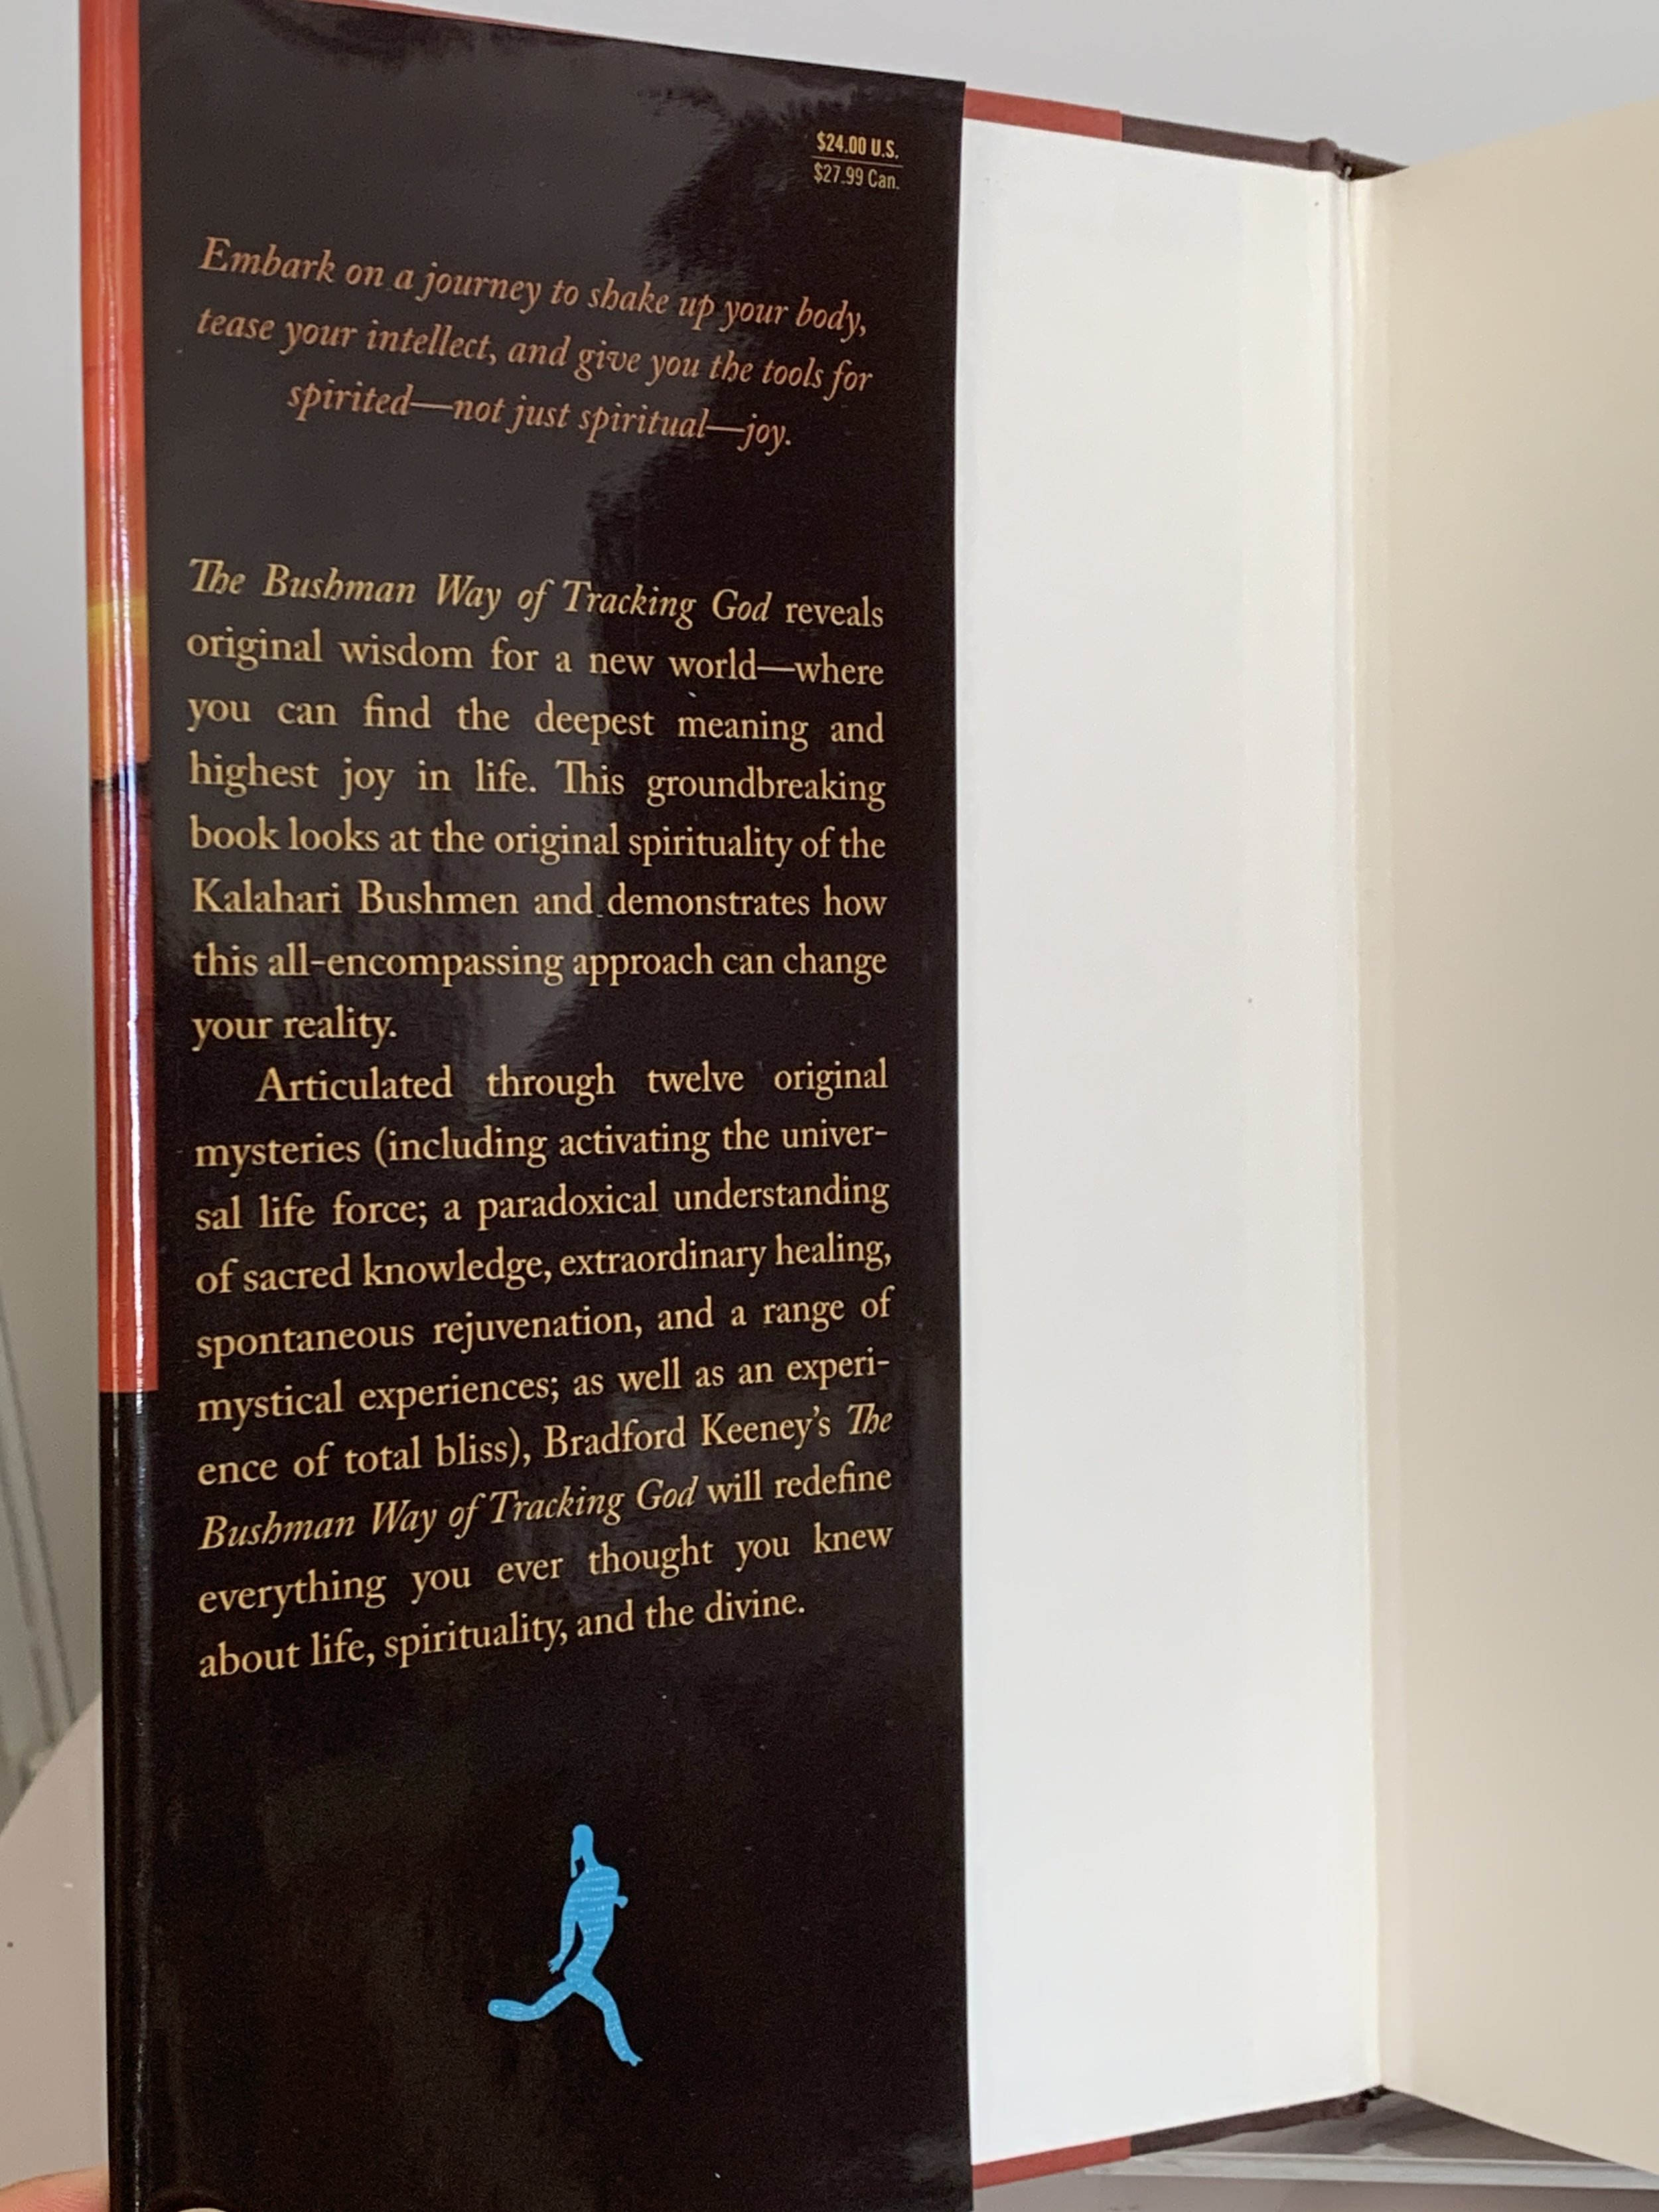 $24.00 U.S.
$27.99 Can.
Embark on a journey to shake up your body,
tease your intellect, and give you the tools for
spirited—not just spiritual—joy.
The Bushman Way of Tracking God reveals
original wisdom for a new world—where
you can find the deepest meaning and
highest joy in life. This groundbreaking
book looks at the original spirituality of the
Kalahari Bushmen and demonstrates how
this all-encompassing approach can change
your reality.
Articulated through twelve original
mysteries (including activating the univer-
sal life force; a paradoxical understanding
of sacred knowledge, extraordinary healing,
spontaneous rejuvenation, and a range of
mystical experiences; as well as an experi-
ence of total bliss), Bradford Keeney's The
Bushman Way of Tracking God will redefine
everything you ever thought you knew
about life, spirituality, and the divine.